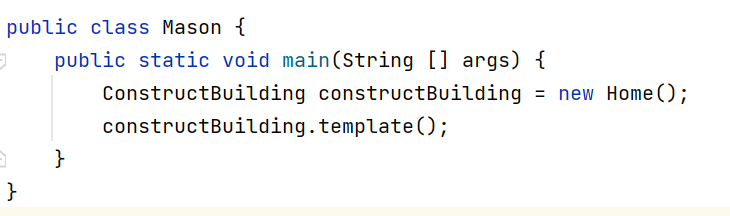 public class Mason {
    public static void main(String [] args) {
        ConstructBuilding constructBuilding = new Home();
        constructBuilding.template();
    }
}